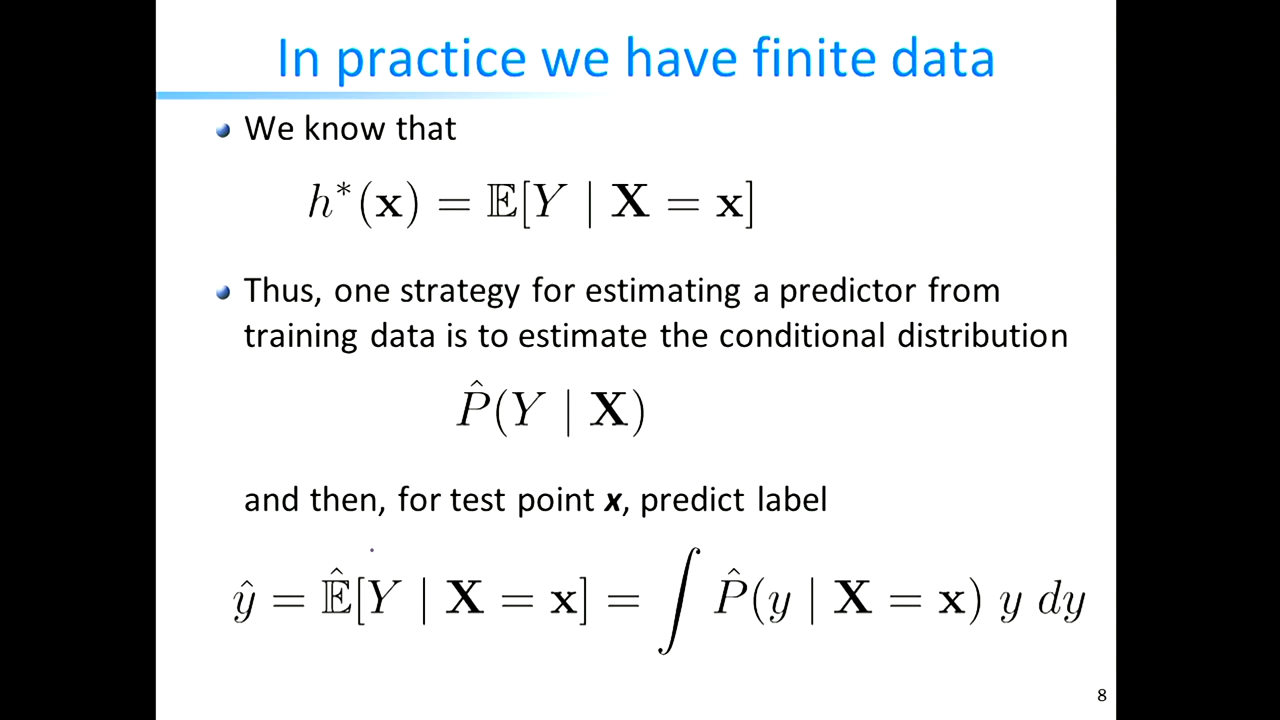 In practice we have finite data
We know that
h*(x) = 𝔼[Y | X = x]
Thus, one strategy for estimating a predictor from
training data is to estimate the conditional distribution
P̂(Y | X)
and then, for test point x, predict label
ŷ = 𝔼̂[Y | X = x] = ∫ P̂(y | X = x) y dy
8